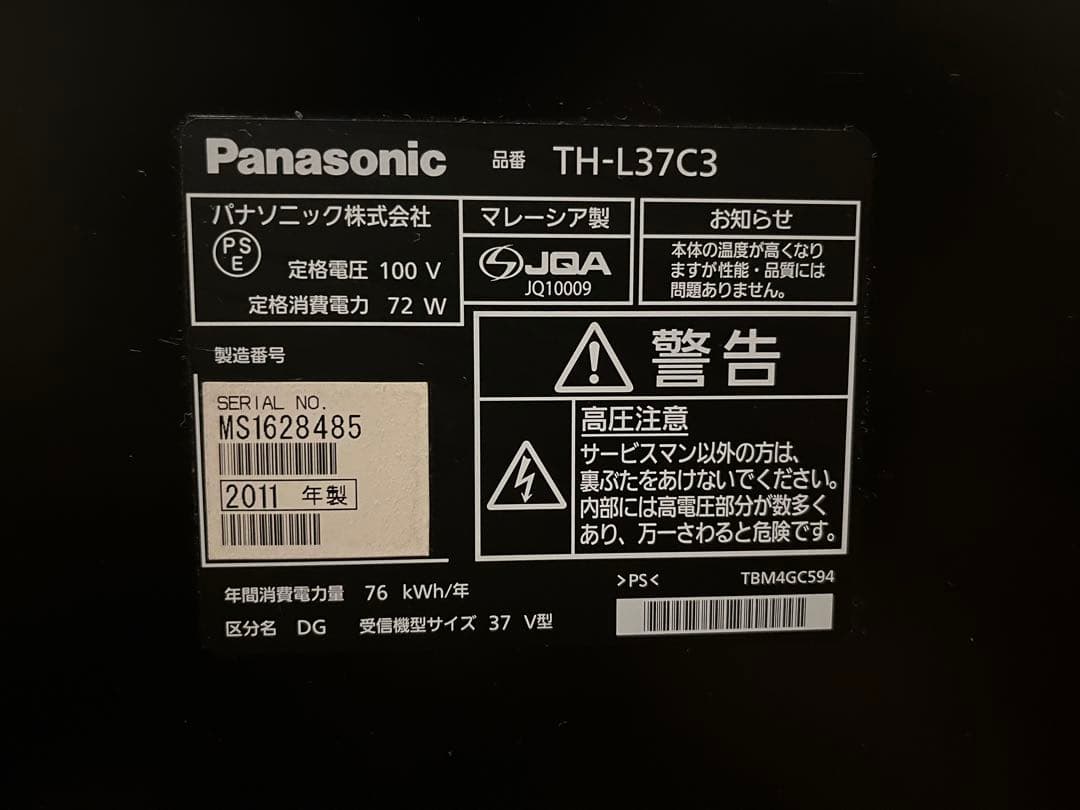 Panasonic 品番 TH-L37C3
パナソニック株式会社
PS
E
定格電圧 100 V
定格消費電力 72 W
マレーシア製
JQA
JQ10009
お知らせ
本体の温度が高くなり
ますが性能・品質には
問題ありません。
警告
高圧注意
サービスマン以外の方は、
裏ぶたをあけないでください。
内部には高電圧部分が数多く
あり、万一さわると危険です。
製造番号
SERIAL NO.
MS1628485
2011 年製
年間消費電力量 76 kWh/年
区分名 DG 受信機型サイズ 37 V型
>PS< TBM4GC594